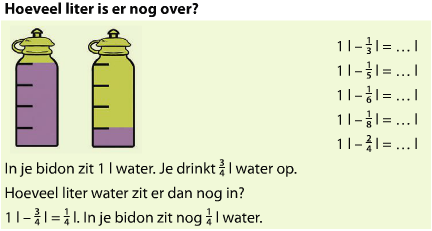 Hoeveel liter is er nog over?
1 l – 1/3 l = … l
1 l – 1/5 l = … l
1 l – 1/6 l = … l
1 l – 1/8 l = … l
1 l – 2/4 l = … l
In je bidon zit 1 l water. Je drinkt 3/4 l water op.
Hoeveel liter water zit er dan nog in?
1 l – 3/4 l = 1/4 l. In je bidon zit nog 1/4 l water.